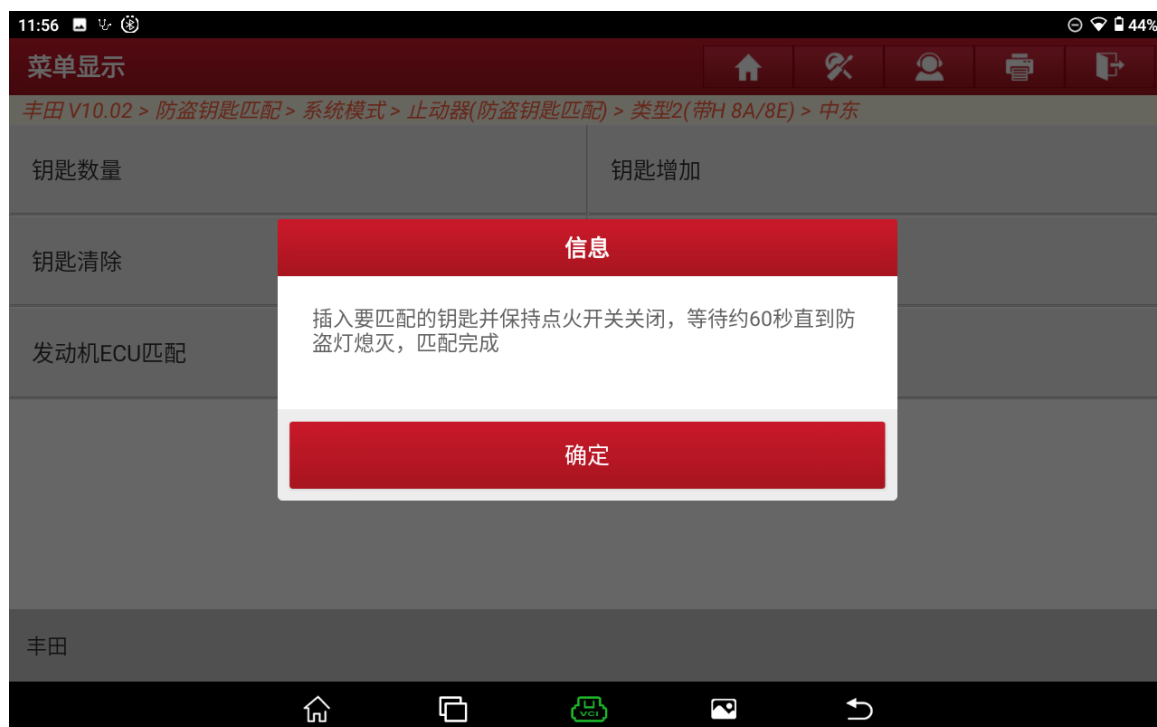 11:56
44%
菜单显示
丰田 V10.02 > 防盗钥匙匹配 > 系统模式 > 止动器(防盗钥匙匹配) > 类型2(带H 8A/8E) > 中东
钥匙数量
钥匙增加
钥匙清除
发动机ECU匹配
信息
插入要匹配的钥匙并保持点火开关关闭，等待约60秒直到防
盗灯熄灭，匹配完成
确定
丰田
VCI